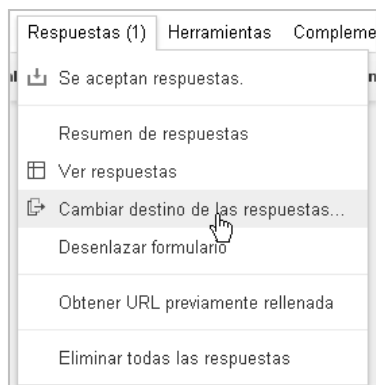 Respuestas (1) Herramientas Compleme
Se aceptan respuestas.
Resumen de respuestas
Ver respuestas
Cambiar destino de las respuestas...
Desenlazar formulario
Obtener URL previamente rellenada
Eliminar todas las respuestas